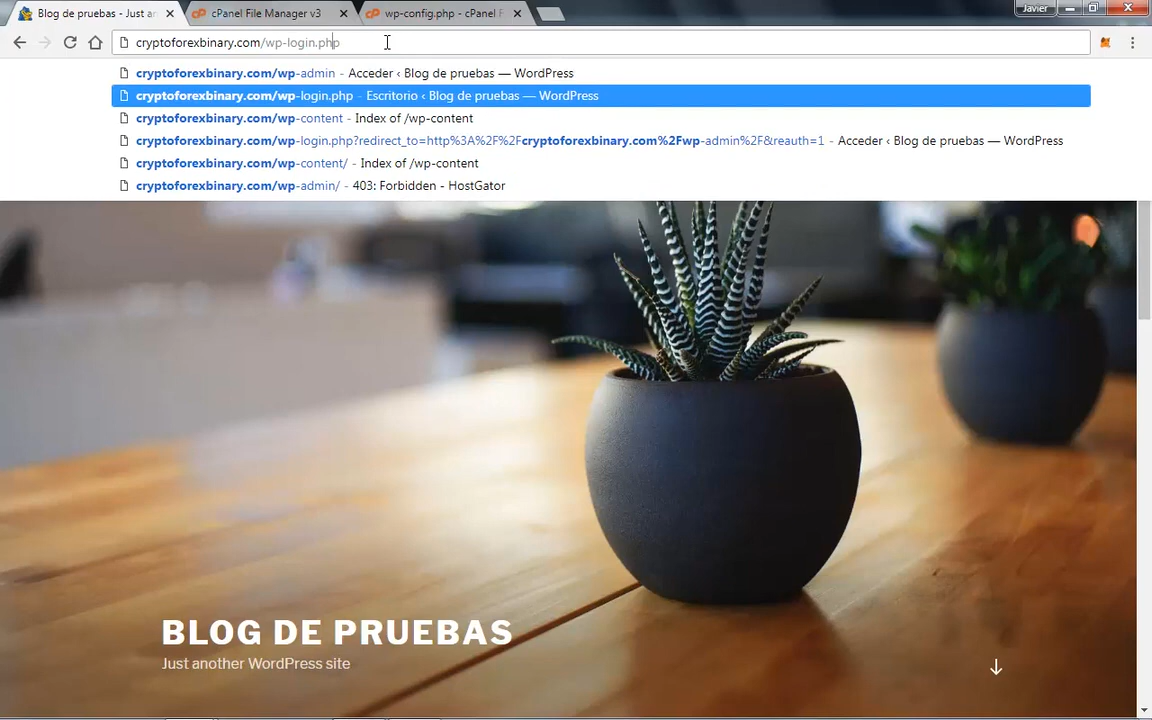 Blog de pruebas - Just an
cPanel File Manager v3
wp-config.php - cPanel F
Javier
cryptoforexbinary.com/wp-login.php
cryptoforexbinary.com/wp-admin - Acceder ‹ Blog de pruebas — WordPress
cryptoforexbinary.com/wp-login.php - Escritorio ‹ Blog de pruebas — WordPress
cryptoforexbinary.com/wp-content - Index of /wp-content
cryptoforexbinary.com/wp-login.php?redirect_to=http%3A%2F%2Fcryptoforexbinary.com%2Fwp-admin%2F&reauth=1 - Acceder ‹ Blog de pruebas — WordPress
cryptoforexbinary.com/wp-content/ - Index of /wp-content
cryptoforexbinary.com/wp-admin/ - 403: Forbidden - HostGator
BLOG DE PRUEBAS
Just another WordPress site